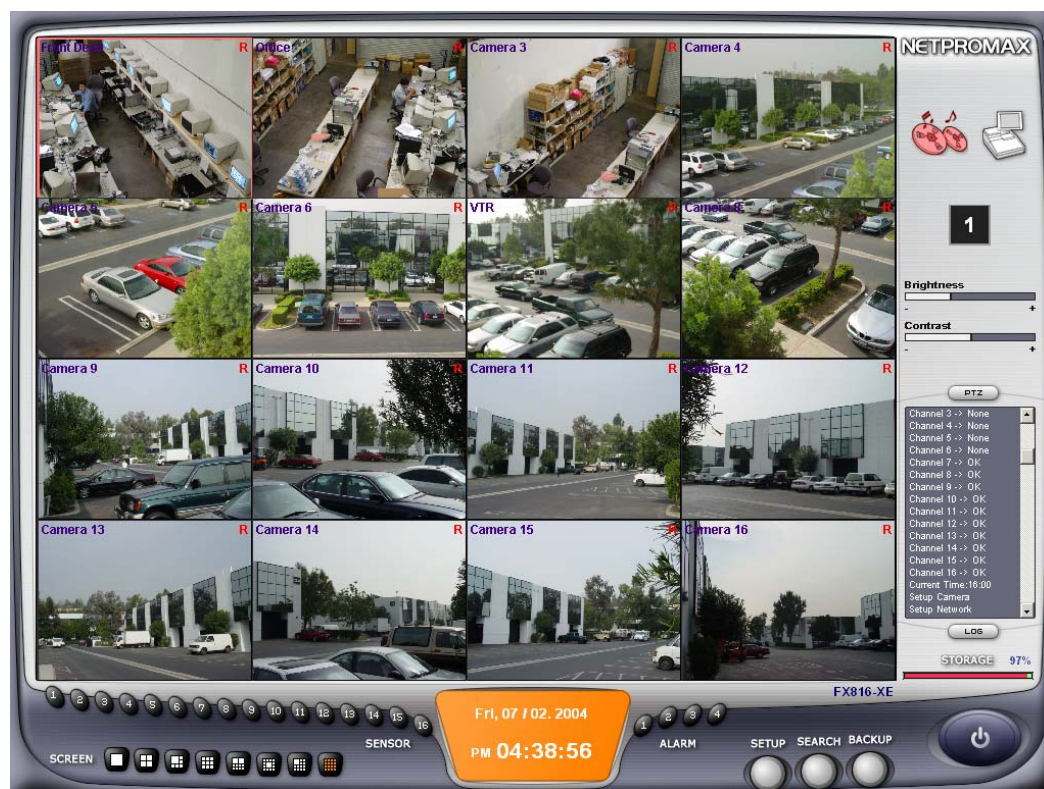 Front Desk R
Office R
Camera 3 R
Camera 4 R
NETPROMAX
R
Camera 6 R
VTR R
Camera 8 R
1
Brightness
- +
Contrast
- +
Camera 9 R
Camera 10 R
Camera 11 R
Camera 12 R
PTZ
Channel 3 -> None
Channel 4 -> None
Channel 5 -> None
Channel 6 -> None
Channel 7 -> OK
Channel 8 -> OK
Channel 9 -> OK
Channel 10 -> OK
Channel 11 -> OK
Channel 12 -> OK
Channel 13 -> OK
Channel 14 -> OK
Channel 15 -> OK
Channel 16 -> OK
Current Time:16:00
Setup Camera
Setup Network
Camera 13 R
Camera 14 R
Camera 15 R
Camera 16 R
LOG
STORAGE 97%
FX816-XE
1 2 3 4 5 6 7 8 9 10 11 12 13 14 15 16
SENSOR
Fri, 07 / 02. 2004
PM 04:38:56
1 2 3 4
ALARM
SETUP SEARCH BACKUP
SCREEN